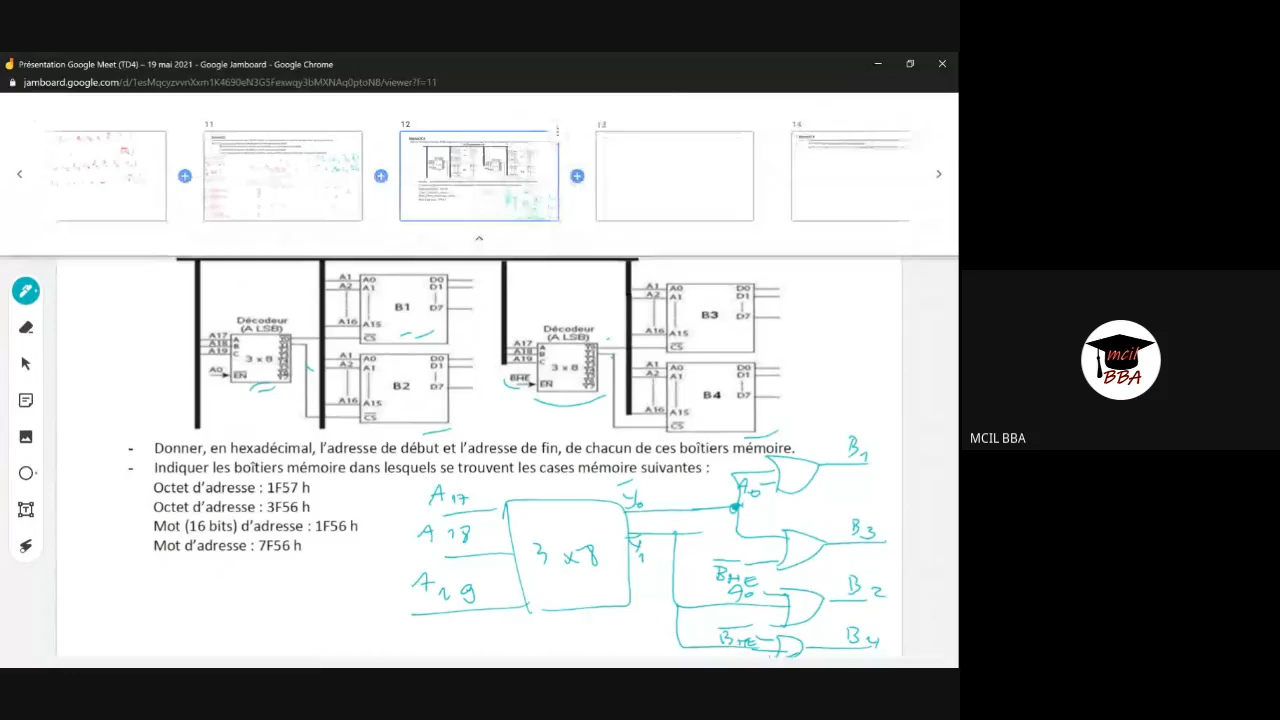 Présentation Google Meet (TD4) – 19 mai 2021 - Google Jamboard - Google Chrome
11
12
13
14
Décodeur
(A LSB)
A17
A18
A19
A
B
C
3 x 8
A0
EN
A1
A2
A16
A0
A1
A15
CS
B1
D0
D1
D7
A1
A2
A16
A0
A1
A15
CS
B2
D0
D1
D7
Décodeur
(A LSB)
A17
A18
A19
A
B
C
3 x 8
BHE
EN
A1
A2
A16
A0
A1
A15
CS
B3
D0
D1
D7
A1
A2
A16
A0
A1
A15
CS
B4
D0
D1
D7
- Donner, en hexadécimal, l'adresse de début et l'adresse de fin, de chacun de ces boîtiers mémoire.
- Indiquer les boîtiers mémoire dans lesquels se trouvent les cases mémoire suivantes :
Octet d'adresse : 1F57 h
Octet d'adresse : 3F56 h
Mot (16 bits) d'adresse : 1F56 h
Mot d'adresse : 7F56 h
A17
A18
A19
3 x 8
Y0
Y1
A0
B1
BHE
B3
A0
B2
BHE
B4
mcil
BBA
MCIL BBA